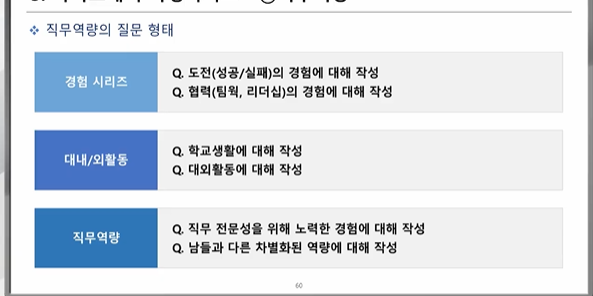 ❖ 직무역량의 질문 형태
경험 시리즈
Q. 도전(성공/실패)의 경험에 대해 작성
Q. 협력(팀웍, 리더십)의 경험에 대해 작성
대내/외활동
Q. 학교생활에 대해 작성
Q. 대외활동에 대해 작성
직무역량
Q. 직무 전문성을 위해 노력한 경험에 대해 작성
Q. 남들과 다른 차별화된 역량에 대해 작성
60